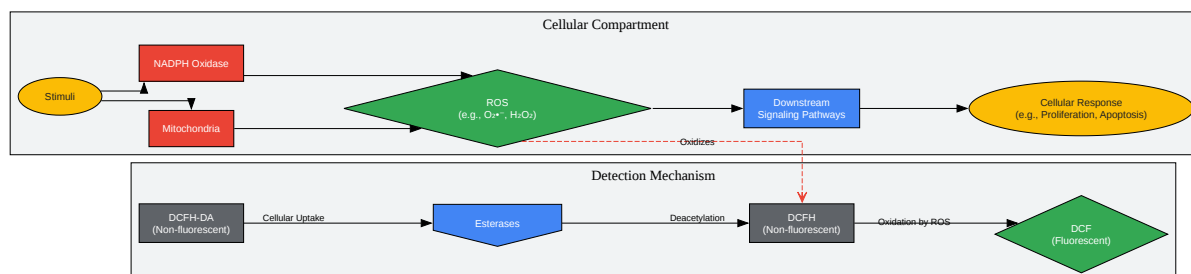 Cellular Compartment
NADPH Oxidase
Stimuli
Mitochondria
ROS
(e.g., O₂•⁻, H₂O₂)
Downstream
Signaling Pathways
Cellular Response
(e.g., Proliferation, Apoptosis)
Oxidizes
Detection Mechanism
DCFH-DA
(Non-fluorescent)
Cellular Uptake
Esterases
Deacetylation
DCFH
(Non-fluorescent)
Oxidation by ROS
DCF
(Fluorescent)